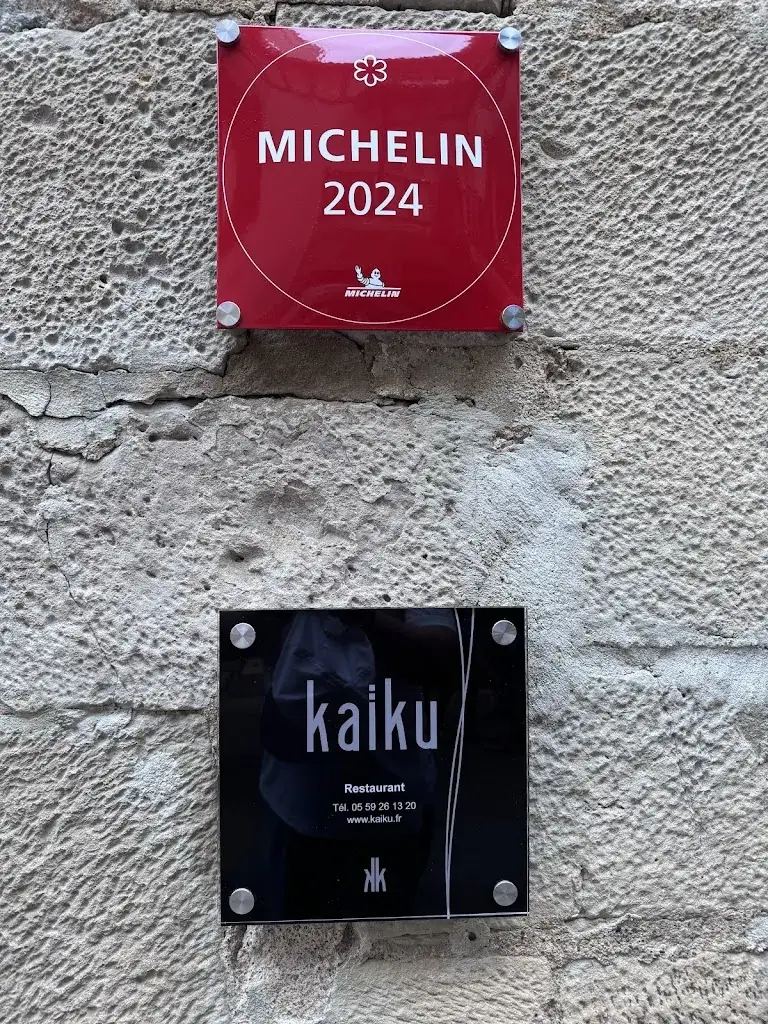 MICHELIN
2024
MICHELIN
kaiku
Restaurant
Tél. 05 59 26 13 20
www.kaiku.fr